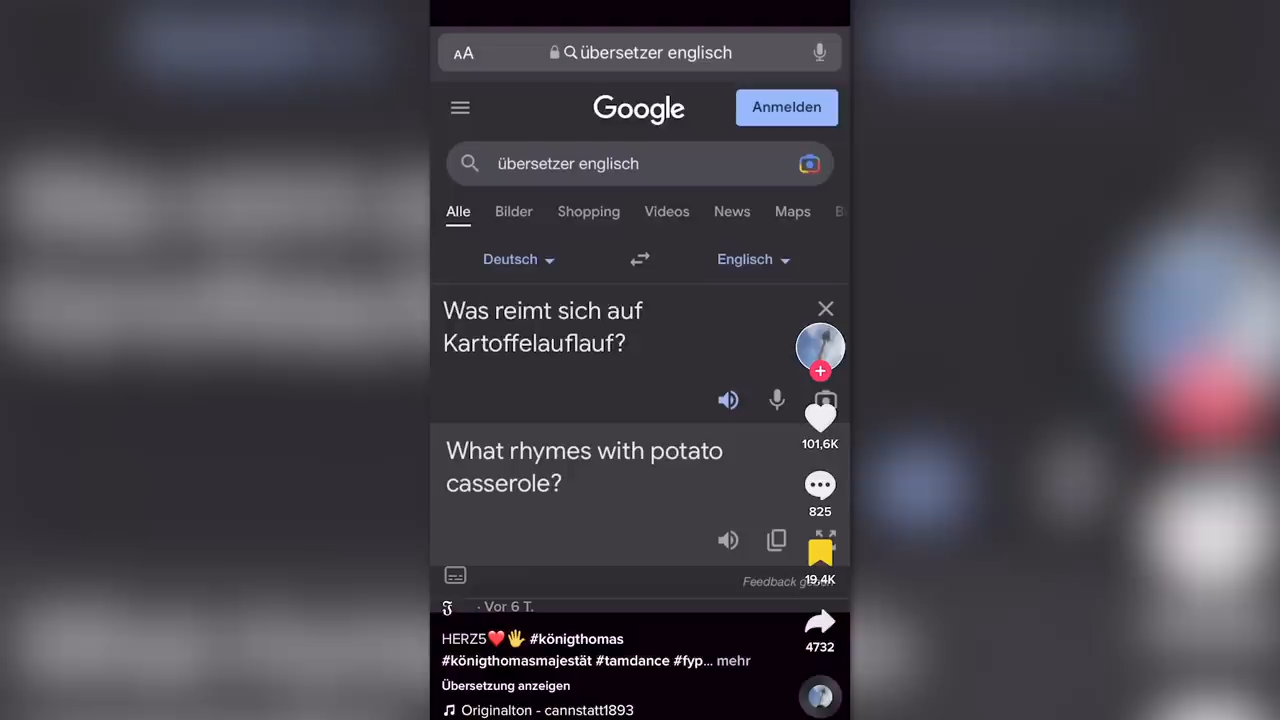 AA übersetzer englisch
Google
Anmelden
übersetzer englisch
Alle Bilder Shopping Videos News Maps B
Deutsch Englisch
Was reimt sich auf
Kartoffelauflauf?
101,6K
What rhymes with potato
casserole?
825
Feedback
19,4K
· Vor 6 T.
HERZ5❤️🖐 #königthomas
4732
#königthomasmajestät #tamdance #fyp... mehr
Übersetzung anzeigen
Originalton - cannstatt1893